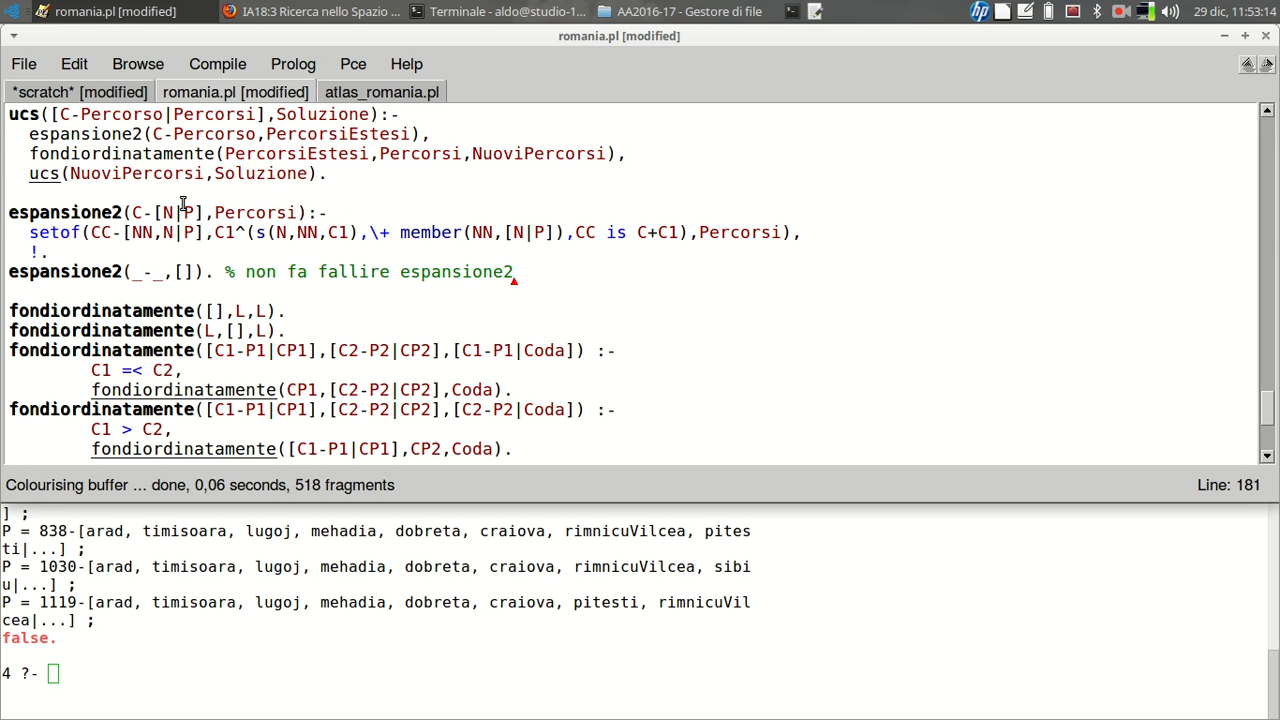 romania.pl [modified]
IA18:3 Ricerca nello Spazio ...
Terminale - aldo@studio-1...
AA2016-17 - Gestore di file
hp
29 dic, 11:53:14
romania.pl [modified]
File Edit Browse Compile Prolog Pce Help
*scratch* [modified] romania.pl [modified] atlas_romania.pl
ucs([C-Percorso|Percorsi],Soluzione):-
espansione2(C-Percorso,PercorsiEstesi),
fondiordinatamente(PercorsiEstesi,Percorsi,NuoviPercorsi),
ucs(NuoviPercorsi,Soluzione).
espansione2(C-[N|P],Percorsi):-
setof(CC-[NN,N|P],C1^(s(N,NN,C1),\+ member(NN,[N|P]),CC is C+C1),Percorsi),
!.
espansione2(_-_,[]). % non fa fallire espansione2
fondiordinatamente([],L,L).
fondiordinatamente(L,[],L).
fondiordinatamente([C1-P1|CP1],[C2-P2|CP2],[C1-P1|Coda]) :-
C1 =< C2,
fondiordinatamente(CP1,[C2-P2|CP2],Coda).
fondiordinatamente([C1-P1|CP1],[C2-P2|CP2],[C2-P2|Coda]) :-
C1 > C2,
fondiordinatamente([C1-P1|CP1],CP2,Coda).
Colourising buffer ... done, 0,06 seconds, 518 fragments
Line: 181
] ;
P = 838-[arad, timisoara, lugoj, mehadia, dobreta, craiova, rimnicuVilcea, pites
ti|...] ;
P = 1030-[arad, timisoara, lugoj, mehadia, dobreta, craiova, rimnicuVilcea, sibi
u|...] ;
P = 1119-[arad, timisoara, lugoj, mehadia, dobreta, craiova, pitesti, rimnicuVil
cea|...] ;
false.
4 ?-